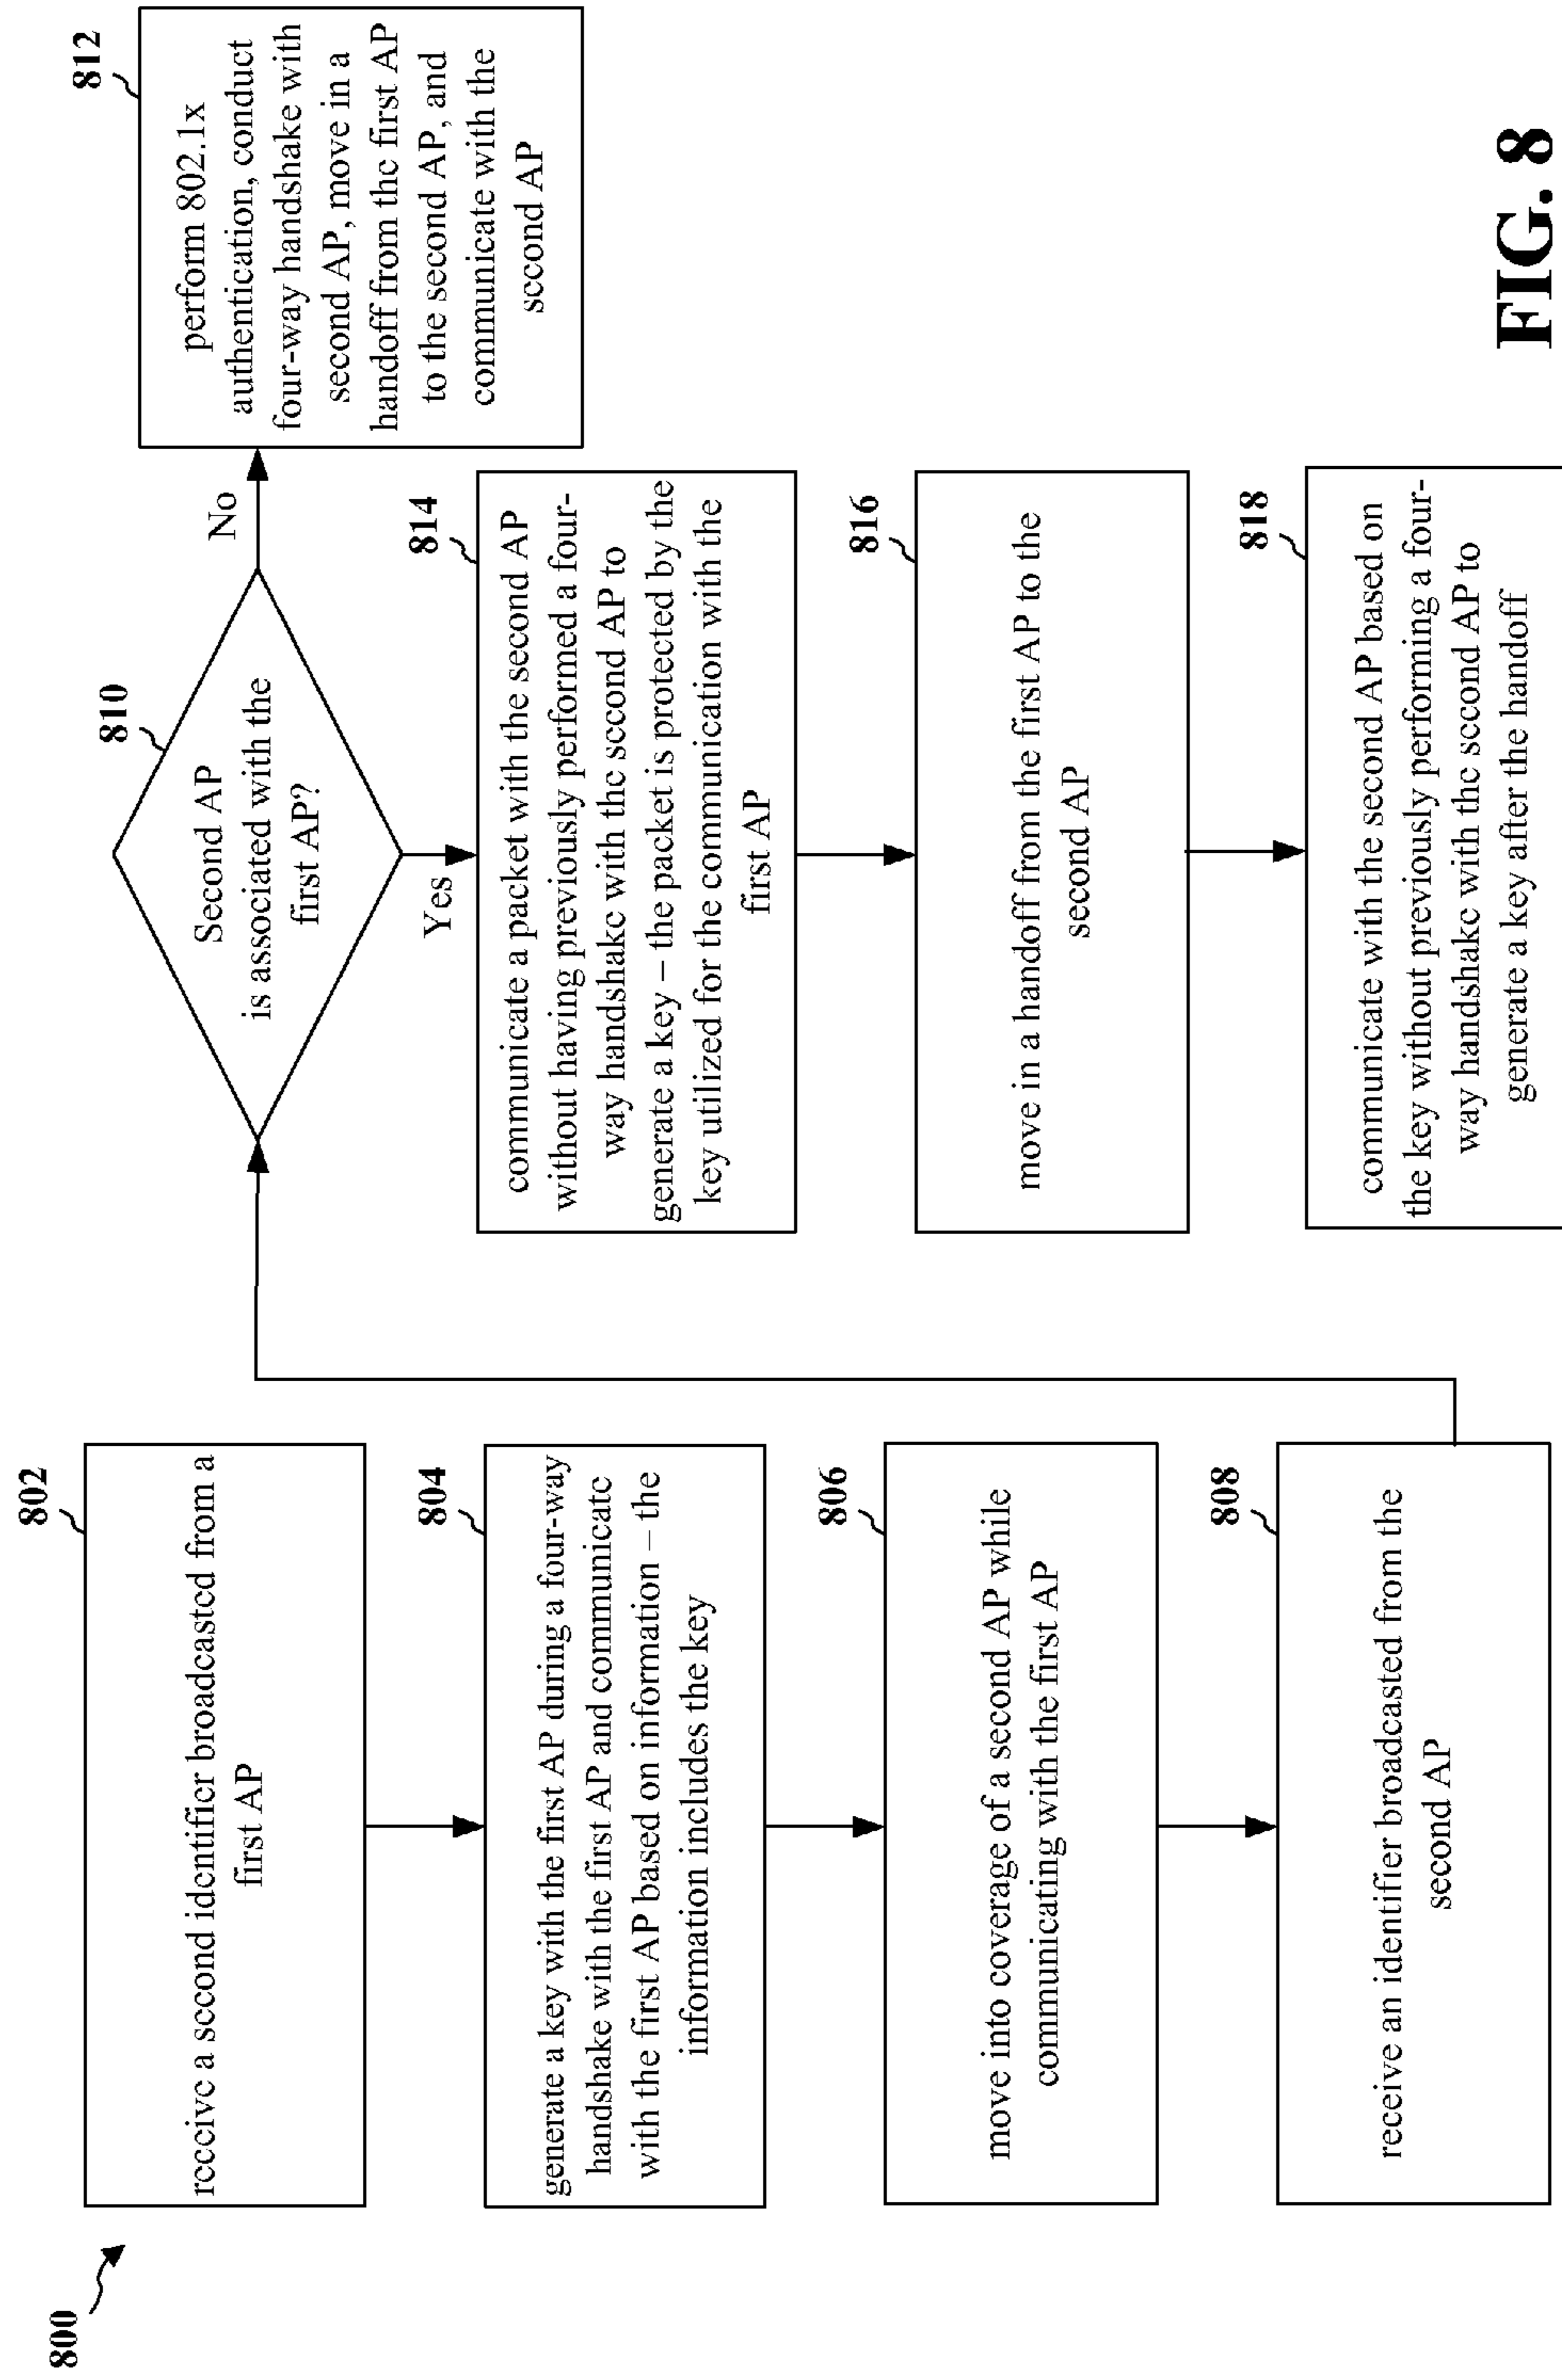 800
802
receive a second identifier broadcasted from a
first AP
804
generate a key with the first AP during a four-way
handshake with the first AP and communicate
with the first AP based on information – the
information includes the key
806
move into coverage of a second AP while
communicating with the first AP
808
receive an identifier broadcasted from the
second AP
810
Second AP
is associated with the
first AP?
No
812
perform 802.1x
authentication, conduct
four-way handshake with
second AP, move in a
handoff from the first AP
to the second AP, and
communicate with the
second AP
Yes
814
communicate a packet with the second AP
without having previously performed a four-
way handshake with the second AP to
generate a key – the packet is protected by the
key utilized for the communication with the
first AP
816
move in a handoff from the first AP to the
second AP
818
communicate with the second AP based on
the key without previously performing a four-
way handshake with the second AP to
generate a key after the handoff
FIG. 8